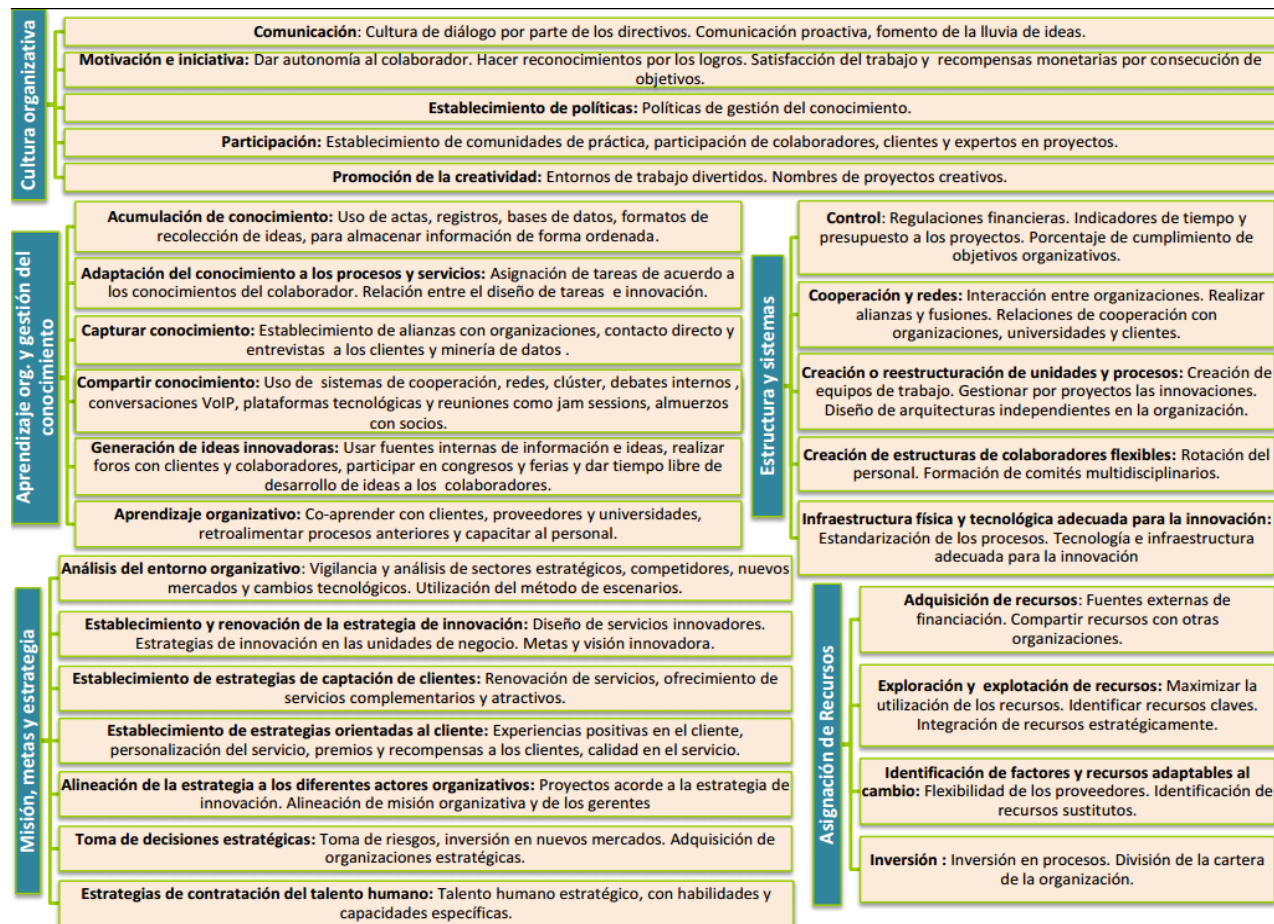 Cultura organizativa
Comunicación: Cultura de diálogo por parte de los directivos. Comunicación proactiva, fomento de la lluvia de ideas.
Motivación e iniciativa: Dar autonomía al colaborador. Hacer reconocimientos por los logros. Satisfacción del trabajo y recompensas monetarias por consecución de
objetivos.
Establecimiento de políticas: Políticas de gestión del conocimiento.
Participación: Establecimiento de comunidades de práctica, participación de colaboradores, clientes y expertos en proyectos.
Promoción de la creatividad: Entornos de trabajo divertidos. Nombres de proyectos creativos.
Aprendizaje org. y gestión del
conocimiento
Acumulación de conocimiento: Uso de actas, registros, bases de datos, formatos de
recolección de ideas, para almacenar información de forma ordenada.
Adaptación del conocimiento a los procesos y servicios: Asignación de tareas de acuerdo a
los conocimientos del colaborador. Relación entre el diseño de tareas e innovación.
Capturar conocimiento: Establecimiento de alianzas con organizaciones, contacto directo y
entrevistas a los clientes y minería de datos .
Compartir conocimiento: Uso de sistemas de cooperación, redes, clúster, debates internos ,
conversaciones VoIP, plataformas tecnológicas y reuniones como jam sessions, almuerzos
con socios.
Generación de ideas innovadoras: Usar fuentes internas de información e ideas, realizar
foros con clientes y colaboradores, participar en congresos y ferias y dar tiempo libre de
desarrollo de ideas a los colaboradores.
Aprendizaje organizativo: Co-aprender con clientes, proveedores y universidades,
retroalimentar procesos anteriores y capacitar al personal.
Estructura y sistemas
Control: Regulaciones financieras. Indicadores de tiempo y
presupuesto a los proyectos. Porcentaje de cumplimiento de
objetivos organizativos.
Cooperación y redes: Interacción entre organizaciones. Realizar
alianzas y fusiones. Relaciones de cooperación con
organizaciones, universidades y clientes.
Creación o reestructuración de unidades y procesos: Creación de
equipos de trabajo. Gestionar por proyectos las innovaciones.
Diseño de arquitecturas independientes en la organización.
Creación de estructuras de colaboradores flexibles: Rotación del
personal. Formación de comités multidisciplinarios.
Infraestructura física y tecnológica adecuada para la innovación:
Estandarización de los procesos. Tecnología e infraestructura
adecuada para la innovación
Misión, metas y estrategia
Análisis del entorno organizativo: Vigilancia y análisis de sectores estratégicos, competidores, nuevos
mercados y cambios tecnológicos. Utilización del método de escenarios.
Establecimiento y renovación de la estrategia de innovación: Diseño de servicios innovadores.
Estrategias de innovación en las unidades de negocio. Metas y visión innovadora.
Establecimiento de estrategias de captación de clientes: Renovación de servicios, ofrecimiento de
servicios complementarios y atractivos.
Establecimiento de estrategias orientadas al cliente: Experiencias positivas en el cliente,
personalización del servicio, premios y recompensas a los clientes, calidad en el servicio.
Alineación de la estrategia a los diferentes actores organizativos: Proyectos acorde a la estrategia de
innovación. Alineación de misión organizativa y de los gerentes
Toma de decisiones estratégicas: Toma de riesgos, inversión en nuevos mercados. Adquisición de
organizaciones estratégicas.
Estrategias de contratación del talento humano: Talento humano estratégico, con habilidades y
capacidades específicas.
Asignación de Recursos
Adquisición de recursos: Fuentes externas de
financiación. Compartir recursos con otras
organizaciones.
Exploración y explotación de recursos: Maximizar la
utilización de los recursos. Identificar recursos claves.
Integración de recursos estratégicamente.
Identificación de factores y recursos adaptables al
cambio: Flexibilidad de los proveedores. Identificación de
recursos sustitutos.
Inversión : Inversión en procesos. División de la cartera
de la organización.